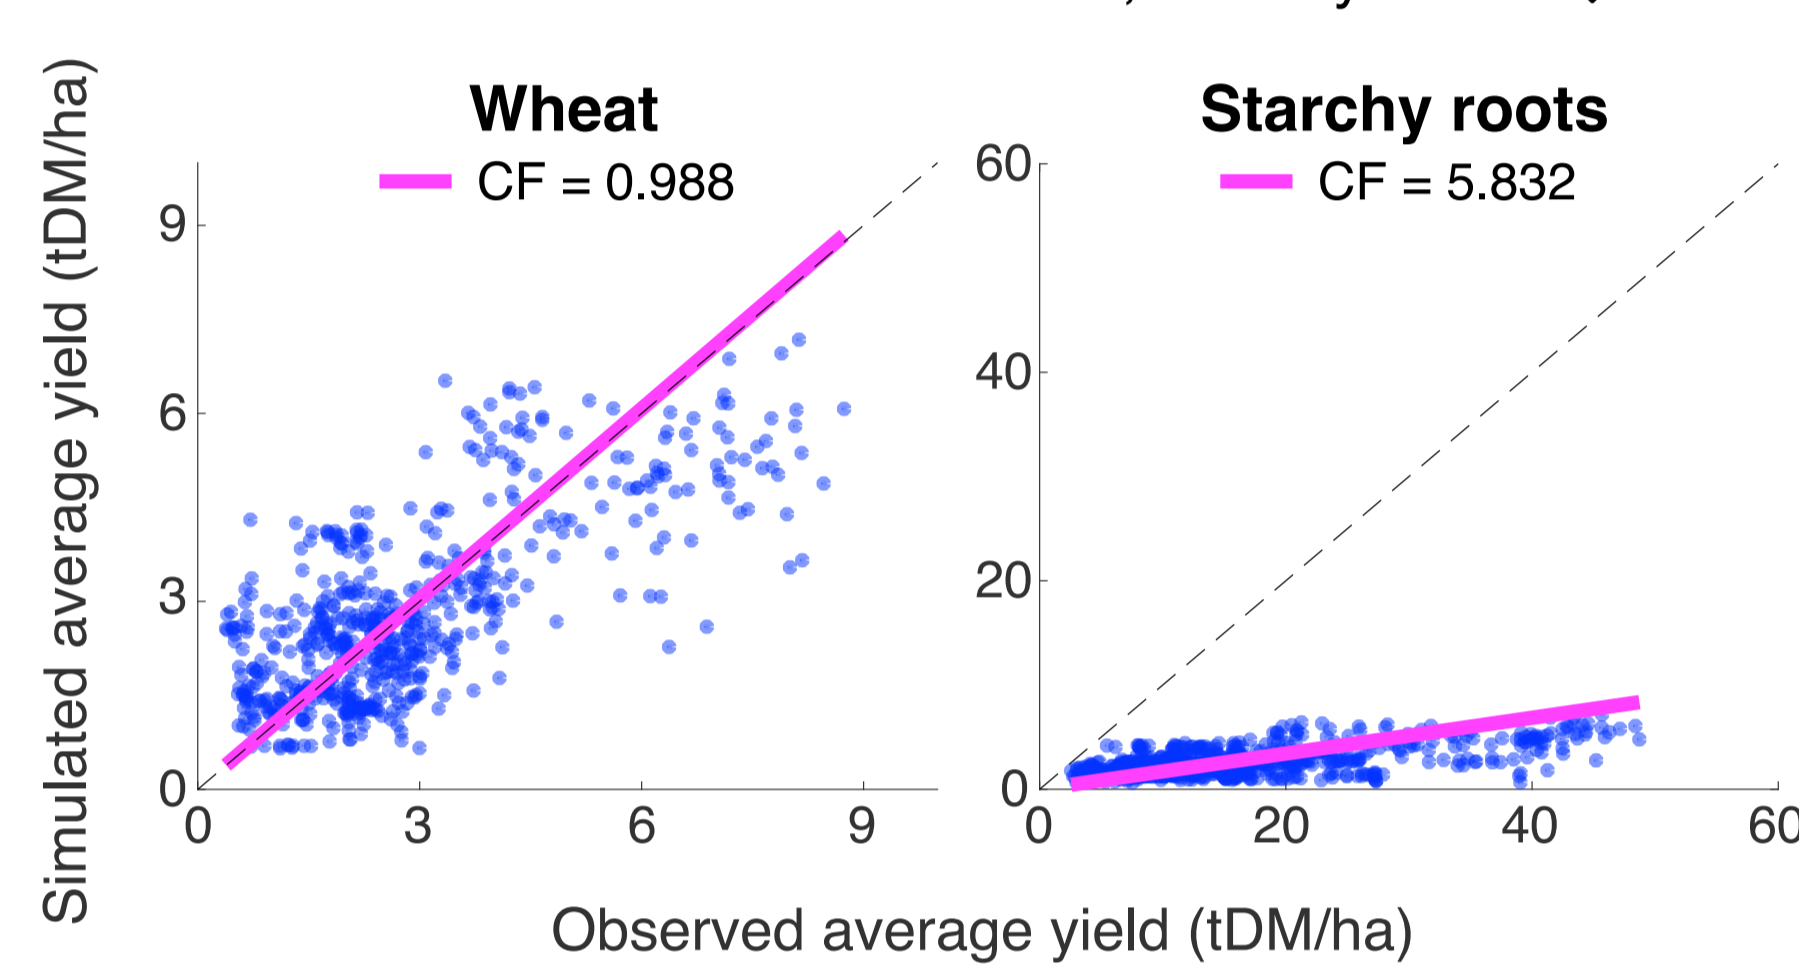 Wheat
CF = 0.988
Starchy roots
CF = 5.832
Simulated average yield (tDM/ha)
9
6
3
0
0 3 6 9
60
40
20
0
0 20 40 60
Observed average yield (tDM/ha)